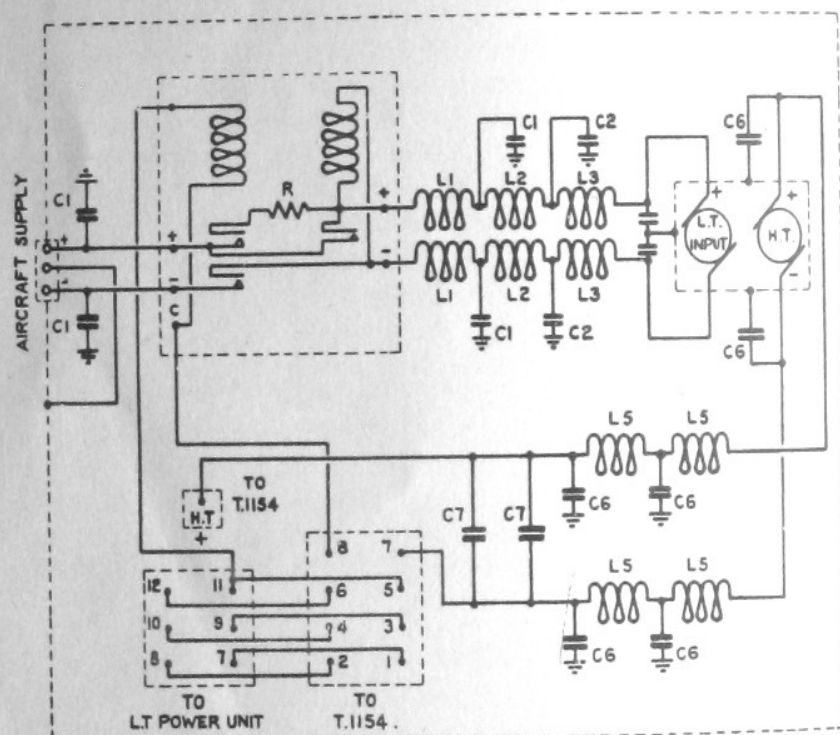 C1 C2 C6
L1 L2 L3
R
+ + +
C1
AIRCRAFT SUPPLY
+ + L.T. INPUT H.T.
- - - -
L1 L2 L3
C
C1 C1 C2 C6
L5 L5
TO T.1154
H.T
+
C7 C7 C6 C6
8 7
12 11 6 5
L5 L5
10 9 4 3
8 7 2 1
C6 C6
TO L.T POWER UNIT
TO T.1154.